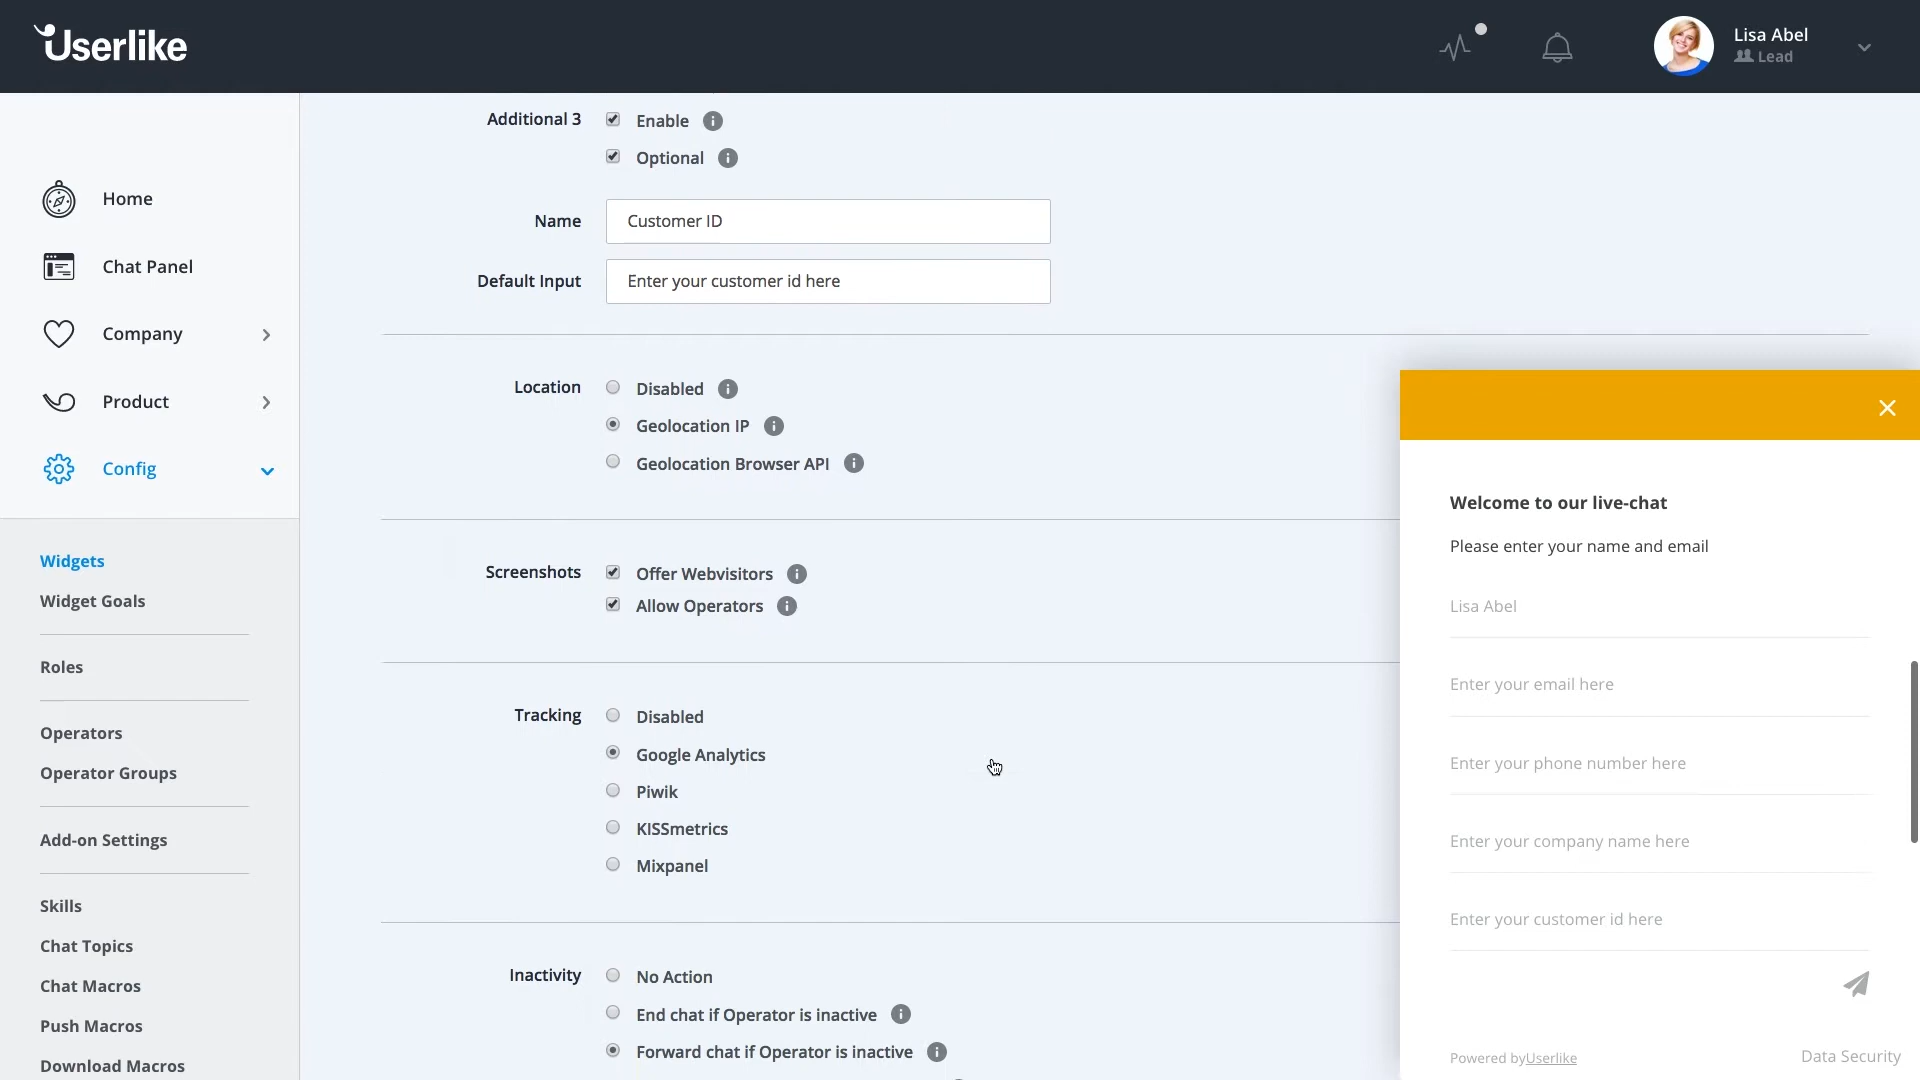 Userlike
Lisa Abel
Lead
Home
Chat Panel
Company
Product
Config
Widgets
Widget Goals
Roles
Operators
Operator Groups
Add-on Settings
Skills
Chat Topics
Chat Macros
Push Macros
Download Macros
Additional 3
Enable
Optional
Name
Customer ID
Default Input
Enter your customer id here
Location
Disabled
Geolocation IP
Geolocation Browser API
Screenshots
Offer Webvisitors
Allow Operators
Tracking
Disabled
Google Analytics
Piwik
KISSmetrics
Mixpanel
Inactivity
No Action
End chat if Operator is inactive
Forward chat if Operator is inactive
Welcome to our live-chat
Please enter your name and email
Lisa Abel
Enter your email here
Enter your phone number here
Enter your company name here
Enter your customer id here
Powered byUserlike
Data Security